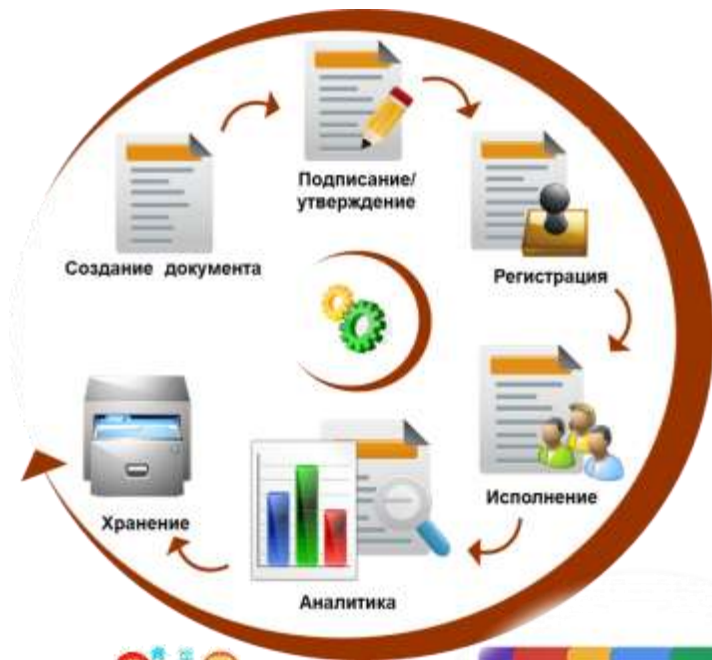 Создание документа
Подписание/
утверждение
Регистрация
Исполнение
Аналитика
Хранение